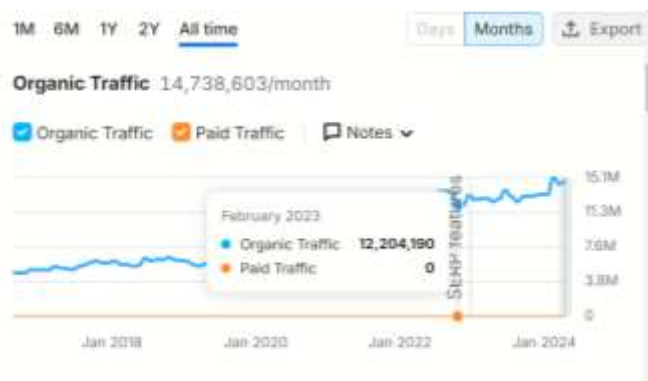 1M 6M 1Y 2Y All time Days Months Export
Organic Traffic 14,738,603/month
Organic Traffic Paid Traffic Notes
15.1M
February 2023
11.3M
Organic Traffic 12,204,190
7.6M
Paid Traffic 0
SERP features
3.8M
0
Jan 2018 Jan 2020 Jan 2022 Jan 2024